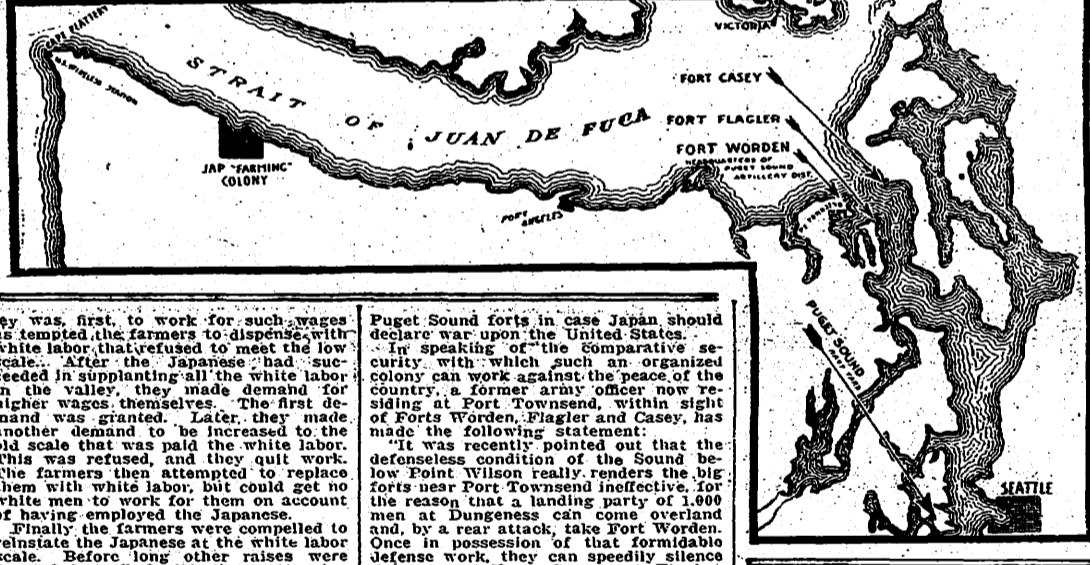 CAPE FLATTERY
U.S. WIRELESS STATION
STRAIT OF JUAN DE FUCA
JAP "FARMING"
COLONY
PORT
ANGELES
VICTORIA
FORT CASEY
FORT FLAGLER
FORT WORDEN
HEADQUARTERS OF
PUGET SOUND
ARTILLERY DIST.
PUGET SOUND
SEATTLE
ey was, first, to work for such wages
as tempted the farmers to dispense with
white labor that refused to meet the low
scale. After the Japanese had suc-
ceeded in supplanting all the white labor
in the valley, they made demand for
higher wages themselves. The first de-
mand was granted. Later, they made
another demand to be increased to the
old scale that was paid the white labor.
This was refused, and they quit work.
The farmers then attempted to replace
them with white labor, but could get no
white men to work for them on account
of having employed the Japanese.
Finally the farmers were compelled to
reinstate the Japanese at the white labor
scale. Before long other raises were
Puget Sound forts in case Japan should
declare war upon the United States.
In speaking of the comparative se-
curity with which such an organized
colony can work against the peace of the
country, a former army officer now re-
siding at Port Townsend, within sight
of Forts Worden, Flagler and Casey, has
made the following statement:
"It was recently pointed out that the
defenseless condition of the Sound be-
low Point Wilson really renders the big
forts near Port Townsend ineffective, for
the reason that a landing party of 1.000
men at Dungeness can come overland
and, by a rear attack, take Fort Worden.
Once in possession of that formidable
defense work, they can speedily silence